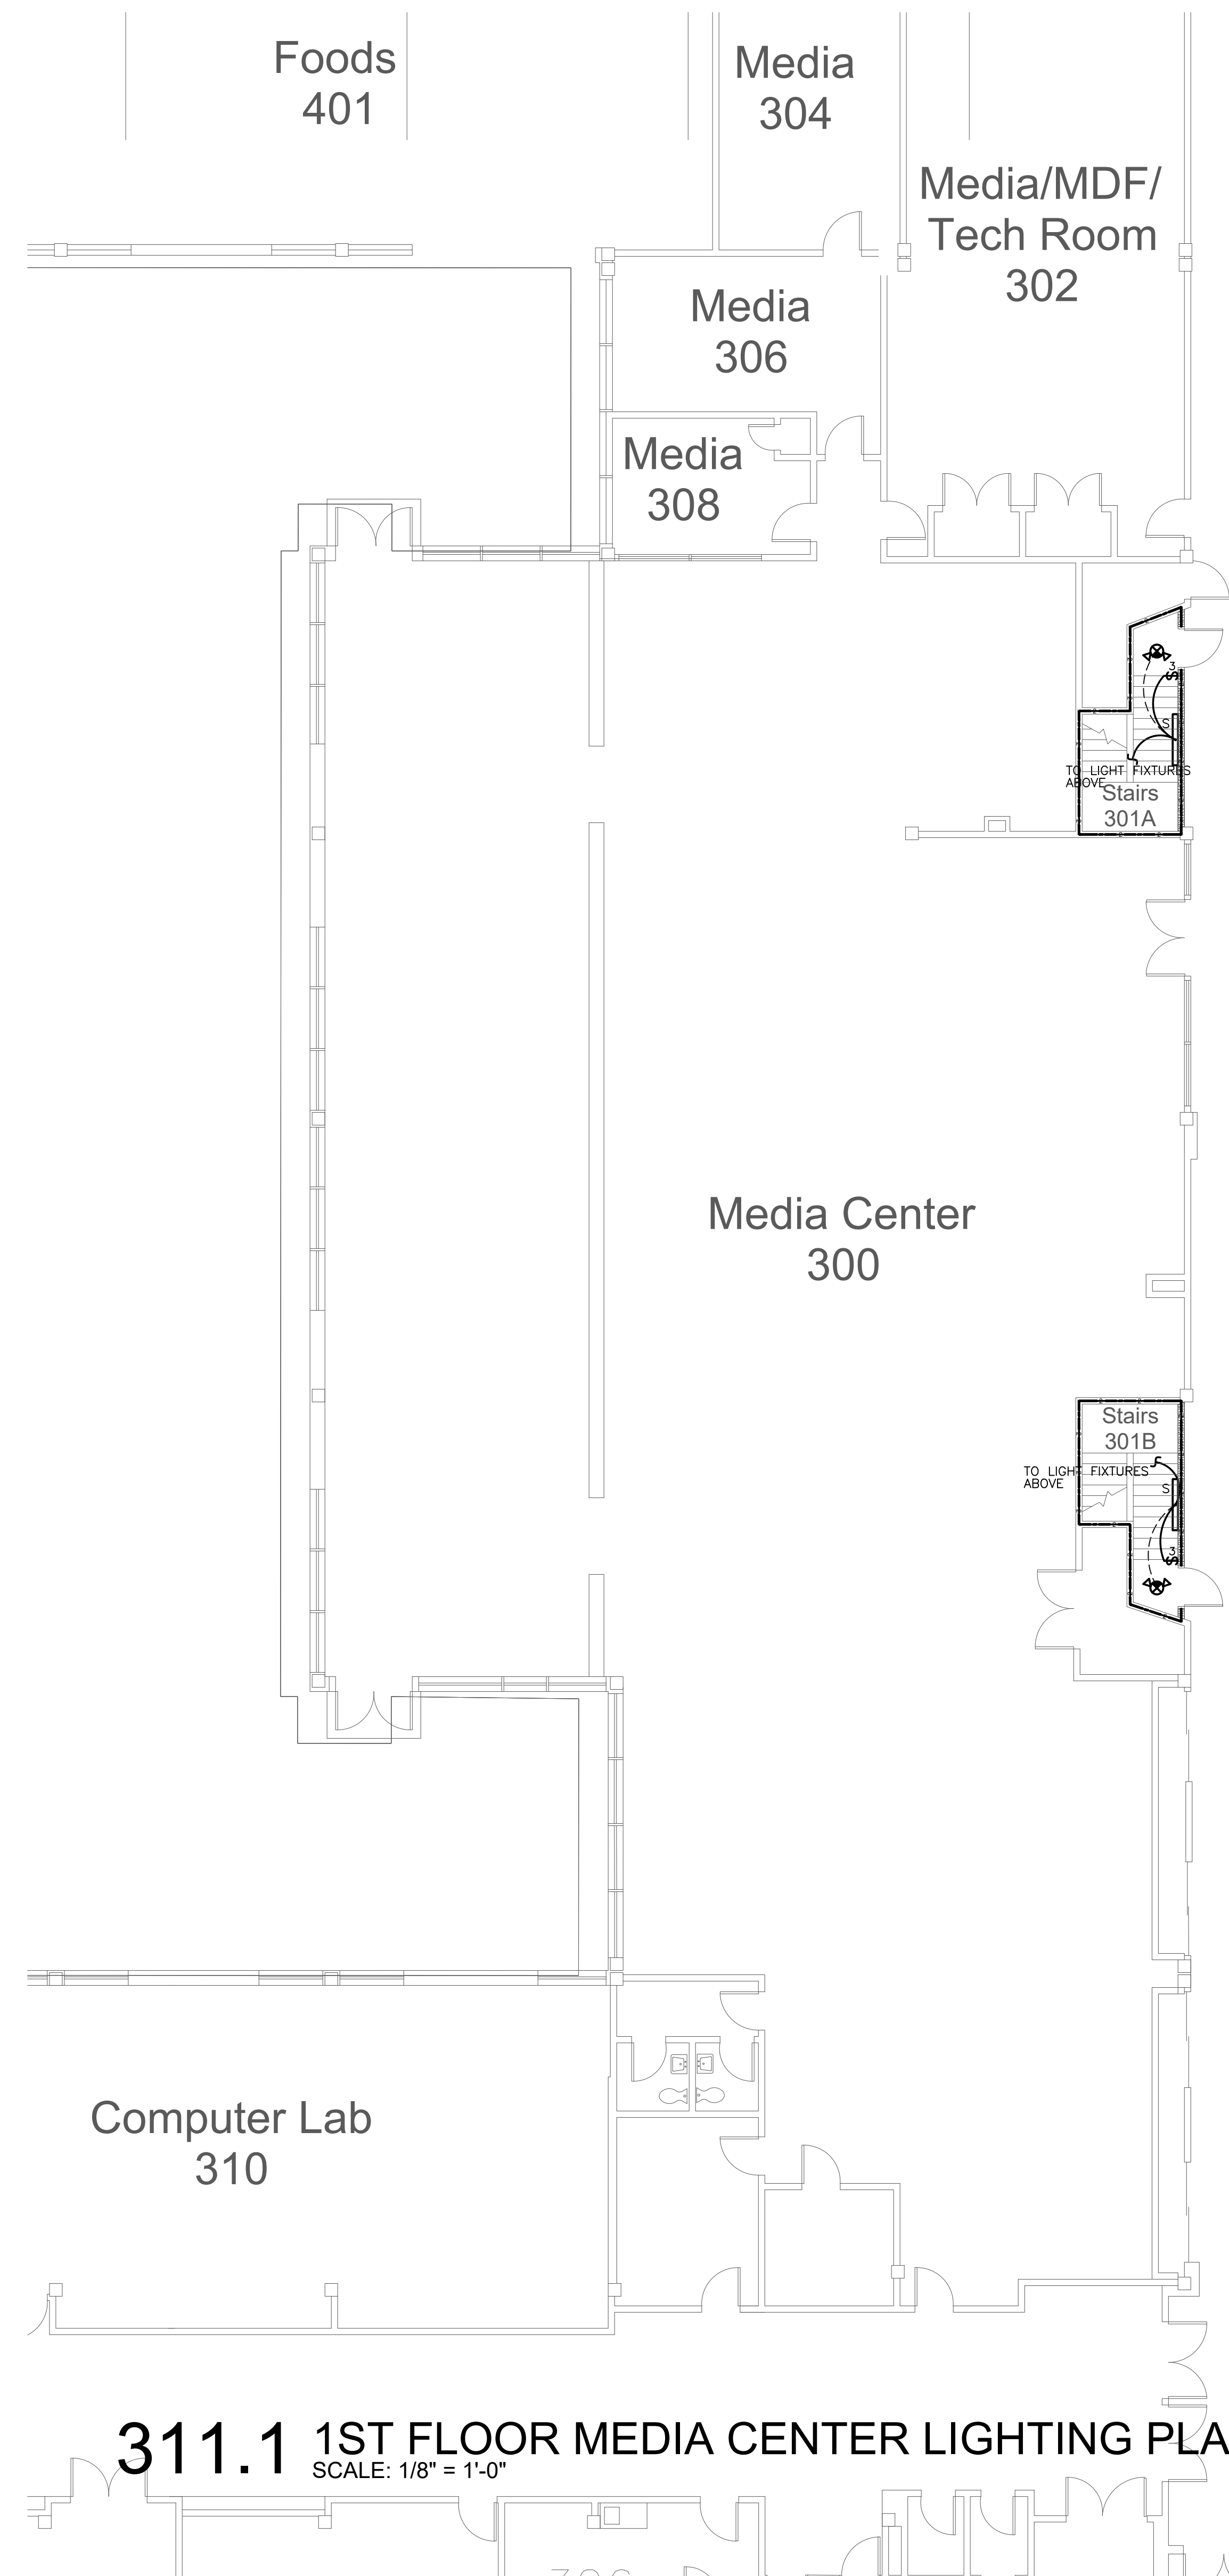 Foods
401
Media
304
Media/MDF/
Tech Room
302
Media
306
Media
308
3
S
S
TO LIGHT FIXTURES
ABOVE
Stairs
301A
Media Center
300
Stairs
301B
TO LIGHT FIXTURES
ABOVE
S
3
S
Computer Lab
310
311.1
1ST FLOOR MEDIA CENTER LIGHTING PLA
SCALE: 1/8" = 1'-0"